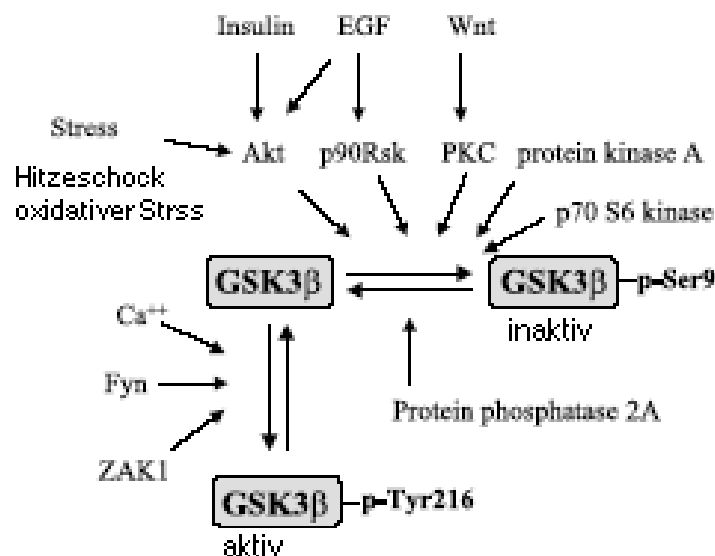 Insulin EGF Wnt
Stress
Akt p90Rsk PKC protein kinase A
Hitzeschock
oxidativer Strss
p70 S6 kinase
GSK3β GSK3β p-Ser9
inaktiv
Ca++
Fyn
Protein phosphatase 2A
ZAK1
GSK3β p-Tyr216
aktiv